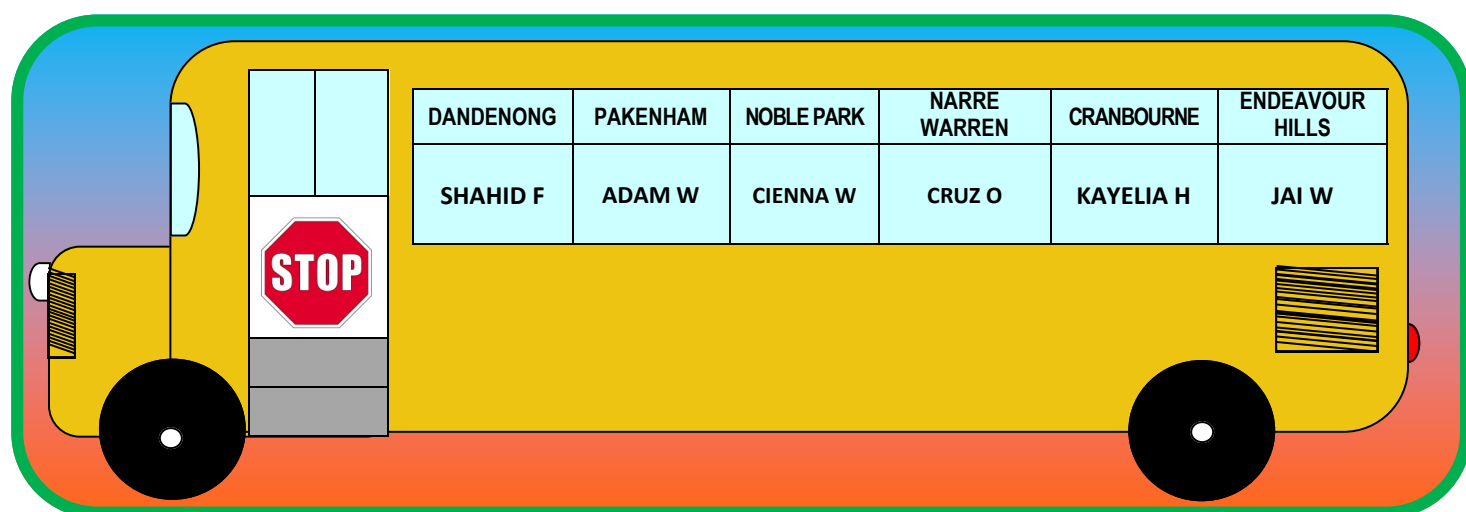 DANDENONG
PAKENHAM
NOBLE PARK
NARRE
WARREN
CRANBOURNE
ENDEAVOUR
HILLS
SHAHID F
ADAM W
CIENNA W
CRUZ O
KAYELIA H
JAI W
STOP